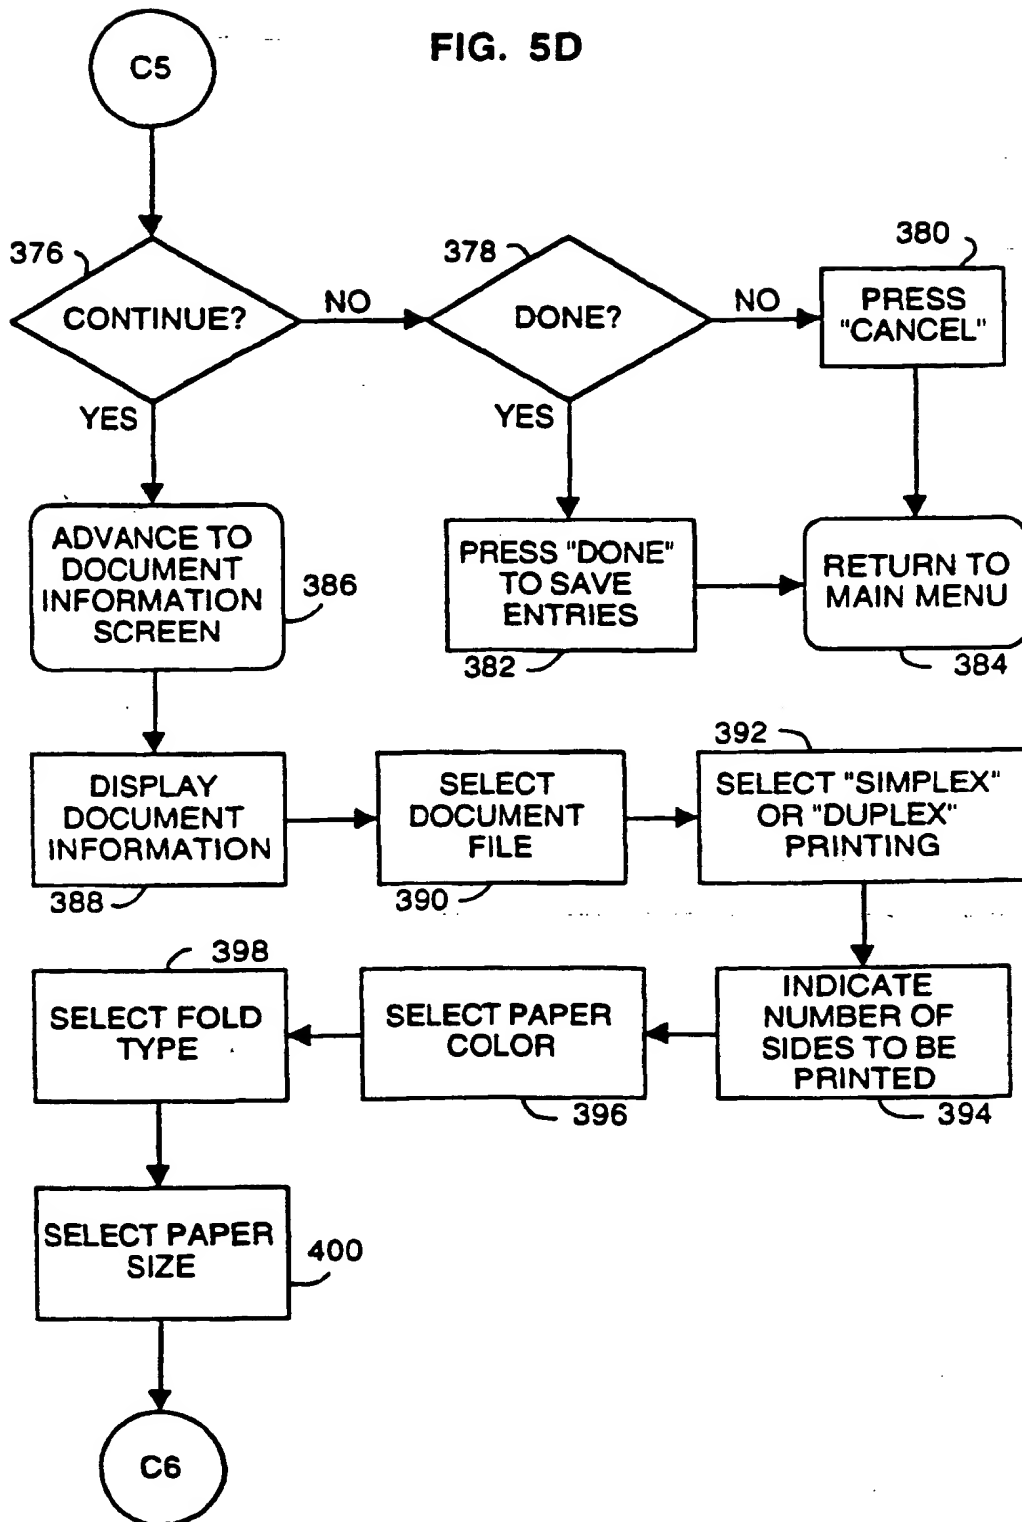 FIG. 5D
C5
376
CONTINUE?
NO
378
DONE?
NO
380
PRESS
"CANCEL"
YES
YES
ADVANCE TO
DOCUMENT
INFORMATION
SCREEN
386
PRESS "DONE"
TO SAVE
ENTRIES
382
RETURN TO
MAIN MENU
384
DISPLAY
DOCUMENT
INFORMATION
388
SELECT
DOCUMENT
FILE
390
392
SELECT "SIMPLEX"
OR "DUPLEX"
PRINTING
398
SELECT FOLD
TYPE
SELECT PAPER
COLOR
396
INDICATE
NUMBER OF
SIDES TO BE
PRINTED
394
SELECT PAPER
SIZE
400
C6